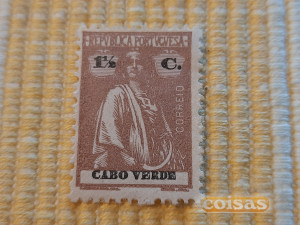 REPUBLICA PORTUGUESA
1½ C.
CORREIO
CABO VERDE
coisas